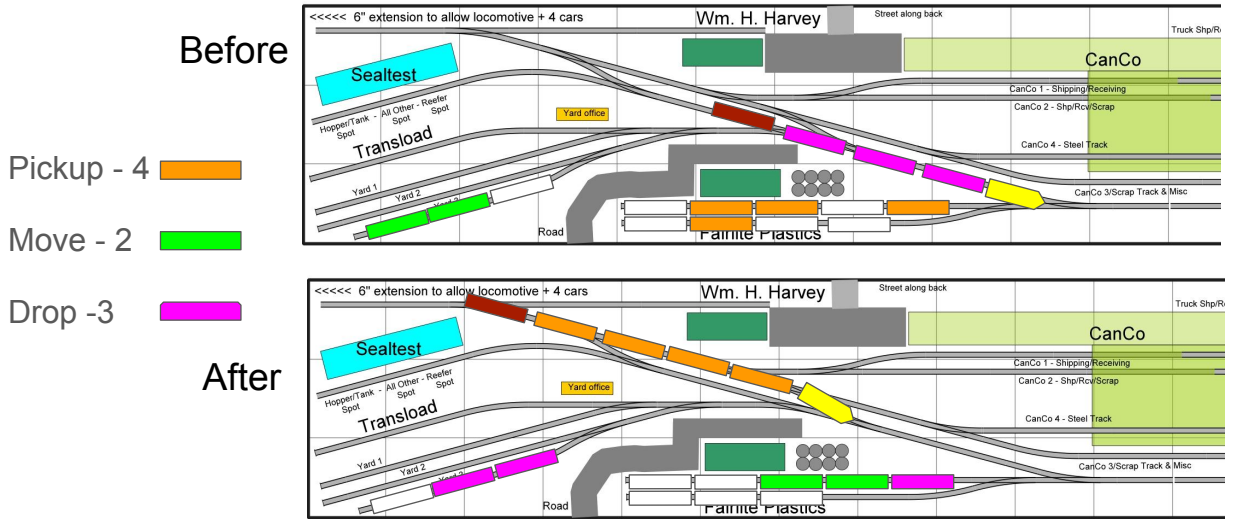 Before
<<<<<  6" extension to allow locomotive + 4 cars
Wm. H. Harvey
Street along back
Truck Shp/R
CanCo
Sealtest
CanCo 1 - Shipping/Receiving
CanCo 2 - Shp/Rcv/Scrap
Hopper/Tank - All Other - Reefer
Spot Spot Spot
Yard office
Transload
CanCo 4 - Steel Track
Yard 1
Yard 2
CanCo 3/Scrap Track & Misc
Road
Fairlite Plastics
Pickup - 4
Move - 2
Drop -3
After
<<<<<  6" extension to allow locomotive + 4 cars
Wm. H. Harvey
Street along back
Truck Shp/R
CanCo
Sealtest
CanCo 1 - Shipping/Receiving
CanCo 2 - Shp/Rcv/Scrap
Hopper/Tank - All Other - Reefer
Spot Spot Spot
Yard office
Transload
CanCo 4 - Steel Track
Yard 1
Yard 2
CanCo 3/Scrap Track & Misc
Road
Fairlite Plastics